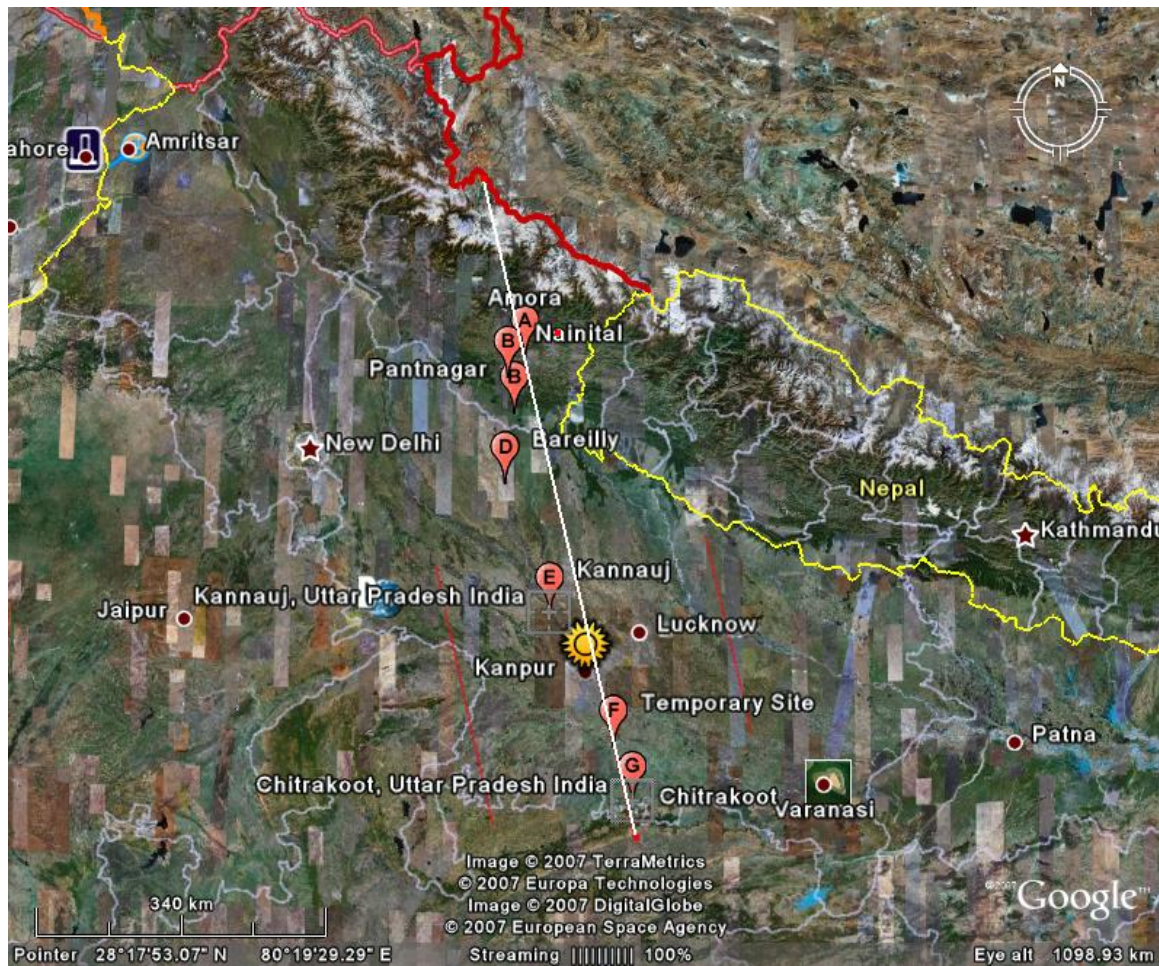 N
ahore
Amritsar
Amora
A
Nainital
B
Pantnagar
B
New Delhi
D
Bareilly
Nepal
Kathmandu
E
Kannauj
Jaipur
Kannauj, Uttar Pradesh India
Lucknow
Kanpur
F
Temporary Site
Patna
G
Chitrakoot, Uttar Pradesh India
Chitrakoot
Varanasi
Image © 2007 TerraMetrics
© 2007 Europa Technologies
Image © 2007 DigitalGlobe
© 2007 European Space Agency
©2007 Google™
340 km
Pointer 28°17'53.07" N 80°19'29.29" E Streaming |||||||||| 100% Eye alt 1098.93 km